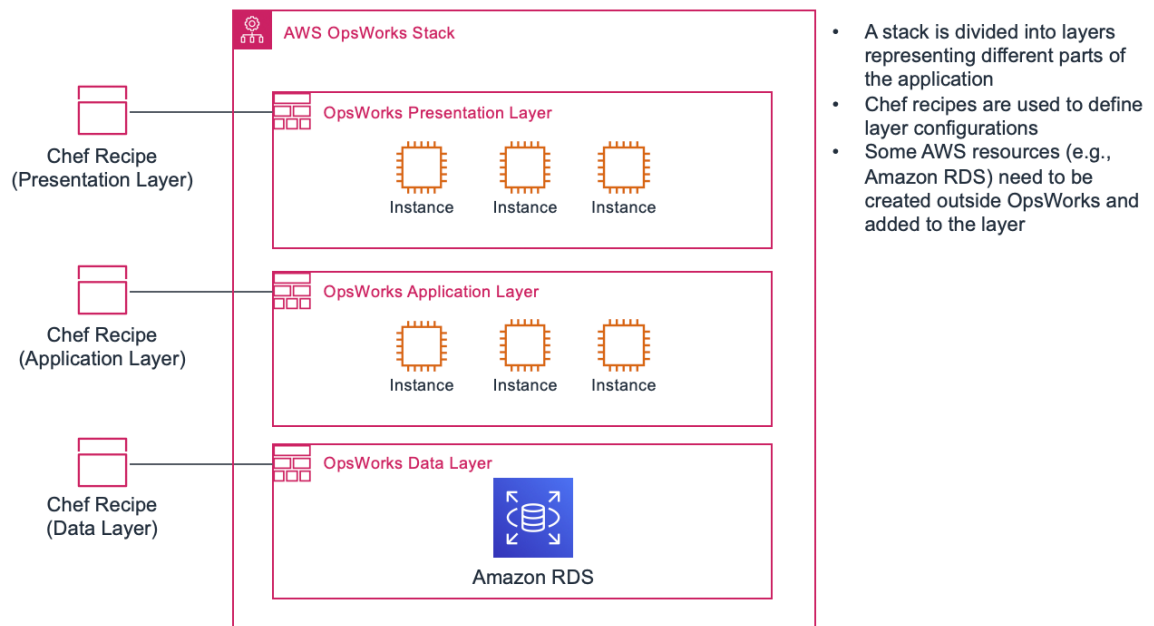 AWS OpsWorks Stack
OpsWorks Presentation Layer
Chef Recipe
(Presentation Layer)
Instance
Instance
Instance
OpsWorks Application Layer
Chef Recipe
(Application Layer)
Instance
Instance
Instance
OpsWorks Data Layer
Chef Recipe
(Data Layer)
Amazon RDS
• A stack is divided into layers
representing different parts of
the application
• Chef recipes are used to define
layer configurations
• Some AWS resources (e.g.,
Amazon RDS) need to be
created outside OpsWorks and
added to the layer